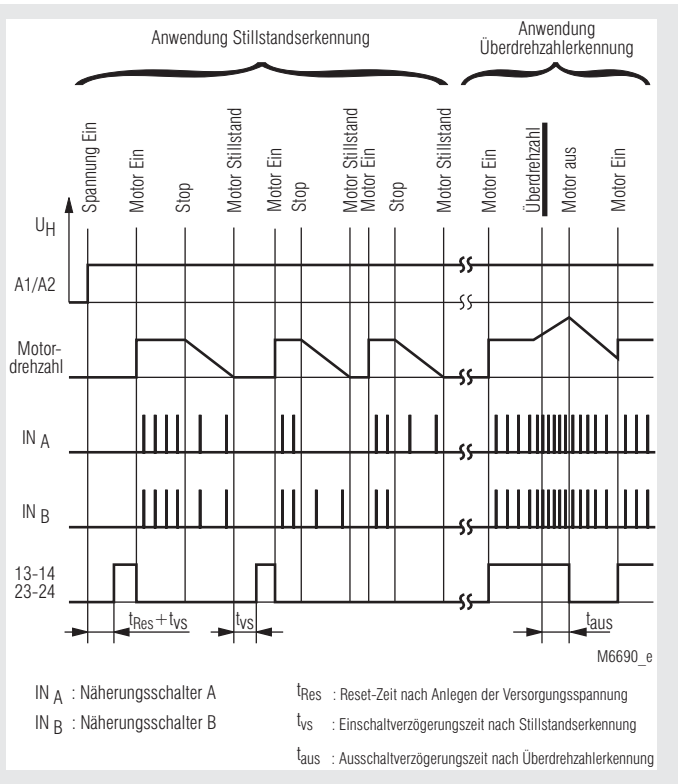 Anwendung Stillstandserkennung
Anwendung
Überdrehzahlerkennung
Spannung Ein
Motor Ein
Stop
Motor Stillstand
Motor Ein
Stop
Motor Stillstand
Motor Ein
Stop
Motor Stillstand
Motor Ein
Überdrehzahl
Motor aus
Motor Ein
UH
A1/A2
Motor-
drehzahl
IN A
IN B
13-14
23-24
tRes+tvs
tvs
taus
M6690_e
IN A : Näherungsschalter A
IN B : Näherungsschalter B
tRes : Reset-Zeit nach Anlegen der Versorgungsspannung
tvs : Einschaltverzögerungszeit nach Stillstandserkennung
taus : Ausschaltverzögerungszeit nach Überdrehzahlerkennung